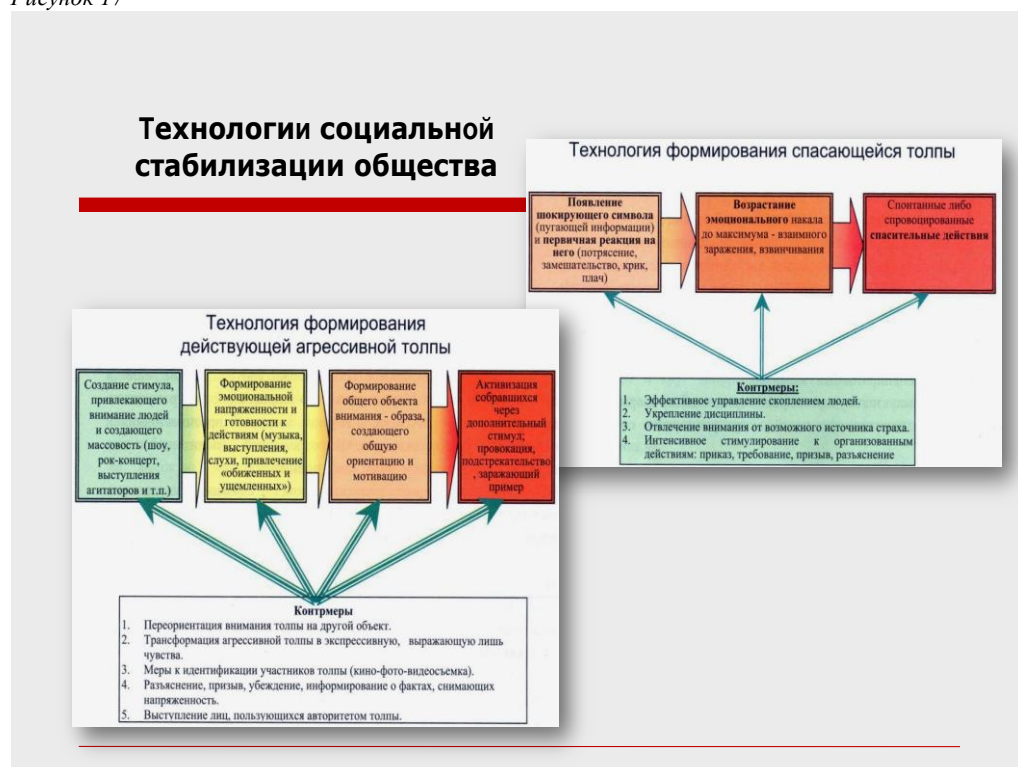 Рисунок 17
Технологии социальной
стабилизации общества
Технология формирования спасающейся толпы
Появление
шокирующего символа
(пугающей информации)
и первичная реакция на
него (потрясение,
замешательство, крик,
плач)
Возрастание
эмоционального накала
до максимума - взаимного
заражения, взвинчивания
Спонтанные либо
спровоцированные
спасительные действия
Контрмеры:
1. Эффективное управление скоплением людей.
2. Укрепление дисциплины.
3. Отвлечение внимания от возможного источника страха.
4. Интенсивное стимулирование к организованным
действиям: приказ, требование, призыв, разъяснение
Технология формирования
действующей агрессивной толпы
Создание стимула,
привлекающего
внимание людей
и создающего
массовость (шоу,
рок-концерт,
выступления
агитаторов и т.п.)
Формирование
эмоциональной
напряженности и
готовности к
действиям (музыка,
выступления,
слухи, привлечение
«обиженных и
ущемленных»)
Формирование
общего объекта
внимания - образа,
создающего
общую
ориентацию и
мотивацию
Активизация
собравшихся
через
дополнительный
стимул;
провокация,
подстрекательство
, заражающий
пример
Контрмеры
1. Переориентация внимания толпы на другой объект.
2. Трансформация агрессивной толпы в экспрессивную, выражающую лишь
чувства.
3. Меры к идентификации участников толпы (кино-фото-видеосъемка).
4. Разъяснение, призыв, убеждение, информирование о фактах, снимающих
напряженность.
5. Выступление лиц, пользующихся авторитетом толпы.